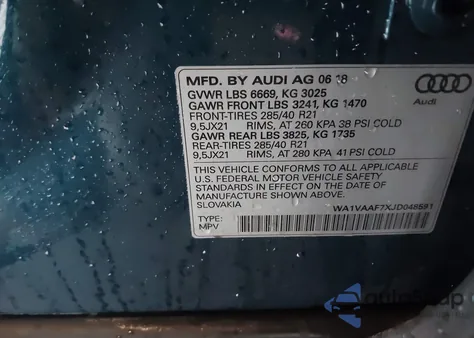 MFD. BY AUDI AG 06 18
GVWR LBS 6669, KG 3025
GAWR FRONT LBS 3241, KG 1470
FRONT-TIRES 285/40 R21
9,5JX21 RIMS, AT 260 KPA 38 PSI COLD
GAWR REAR LBS 3825, KG 1735
REAR-TIRES 285/40 R21
9,5JX21 RIMS, AT 280 KPA 41 PSI COLD
Audi
THIS VEHICLE CONFORMS TO ALL APPLICABLE
U.S. FEDERAL MOTOR VEHICLE SAFETY
STANDARDS IN EFFECT ON THE DATE OF
MANUFACTURE SHOWN ABOVE.
SLOVAKIA
WA1VAAF7XJD048591
TYPE:
MPV